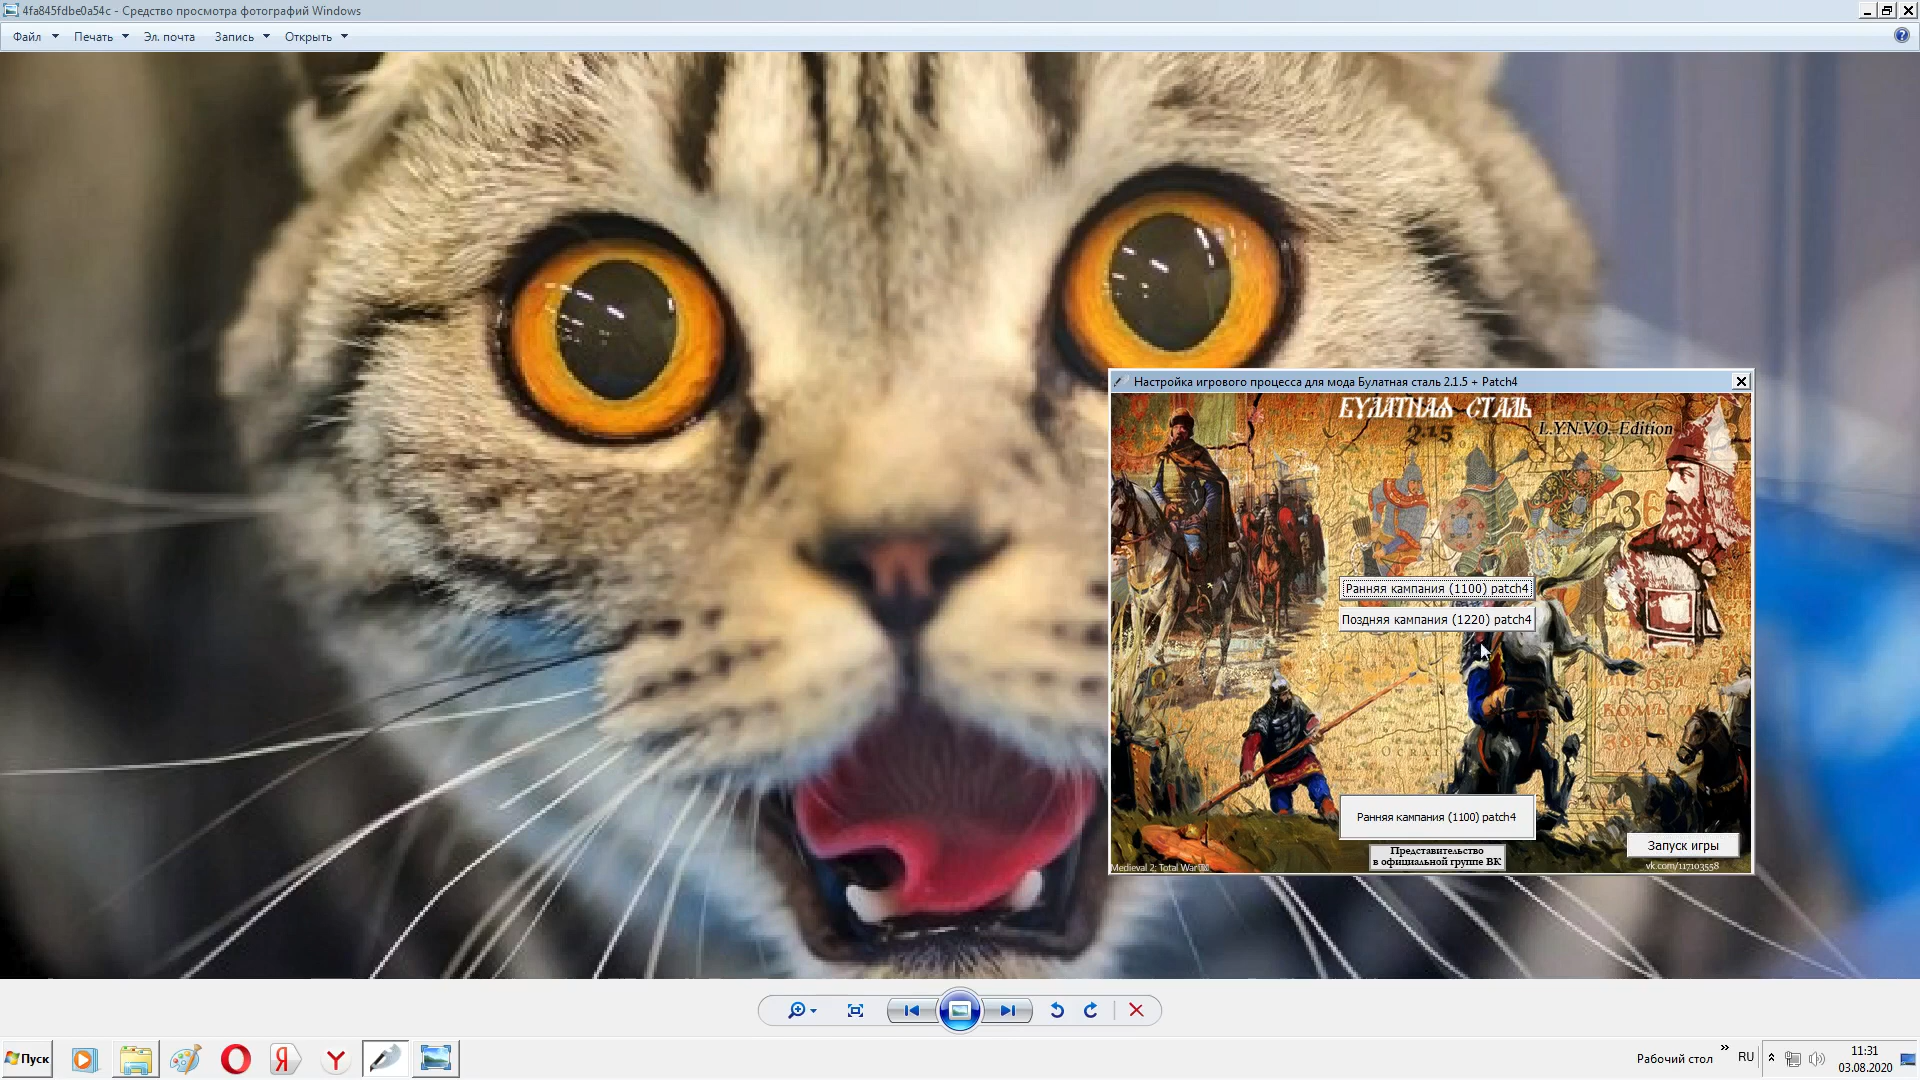 4fa845fdbe0a54c - Средство просмотра фотографий Windows
Файл Печать Эл. почта Запись Открыть
Настройка игрового процесса для мода Булатная сталь 2.1.5 + Patch4
БУЛАТНАЯ СТАЛЬ
2.1.5
L.Y.N.V.O. Edition
Ранняя кампания (1100) patch4
Поздняя кампания (1220) patch4
Ранняя кампания (1100) patch4
Представительство
в официальной группе ВК
Запуск игры
Medieval 2: Total War
vk.com/117103558
Пуск
Рабочий стол
»
RU
11:31
03.08.2020